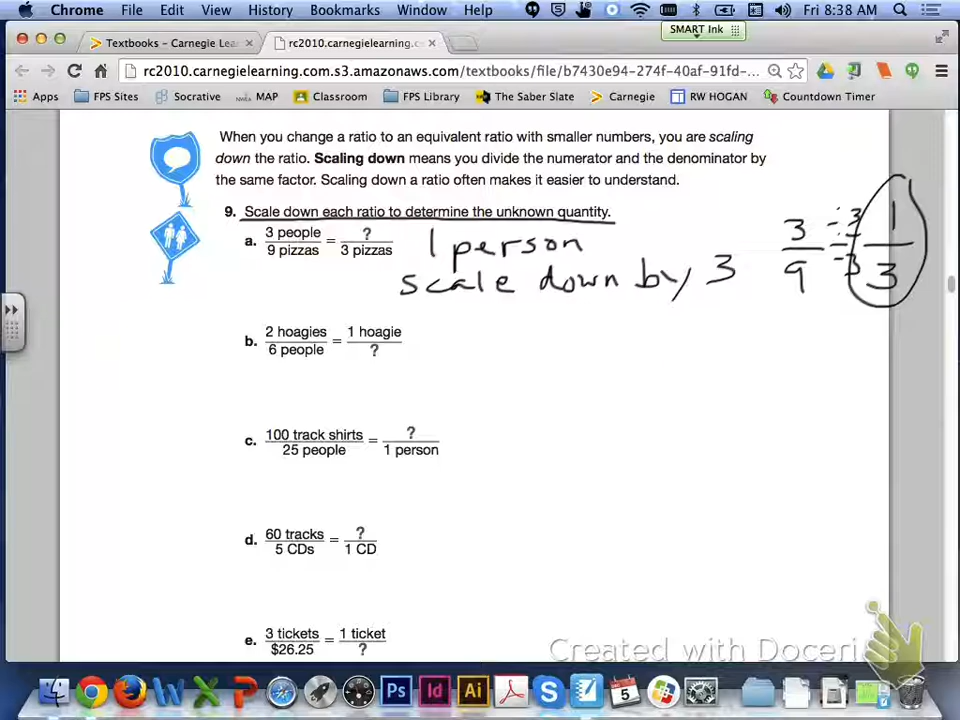 Chrome File Edit View History Bookmarks Window Help Fri 8:38 AM
SMART Ink
Textbooks – Carnegie Lea
rc2010.carnegielearning.c
rc2010.carnegielearning.com.s3.amazonaws.com/textbooks/file/b7430e94-274f-40af-91fd-...
Apps FPS Sites Socrative MAP Classroom FPS Library The Saber Slate Carnegie RW HOGAN Countdown Timer
When you change a ratio to an equivalent ratio with smaller numbers, you are scaling
down the ratio. Scaling down means you divide the numerator and the denominator by
the same factor. Scaling down a ratio often makes it easier to understand.
9. Scale down each ratio to determine the unknown quantity.
a. 3 people / 9 pizzas = ? / 3 pizzas
1 person
scale down by 3
3/9 ÷3/÷3 = 1/3
b. 2 hoagies / 6 people = 1 hoagie / ?
c. 100 track shirts / 25 people = ? / 1 person
d. 60 tracks / 5 CDs = ? / 1 CD
e. 3 tickets / $26.25 = 1 ticket / ?
Created with Doceri
Ps Id Ai 5